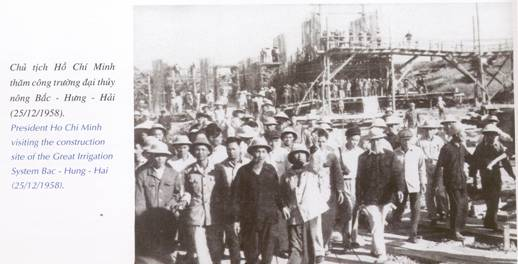 Chủ tịch Hồ Chí Minh
thăm công trường đại thủy
nông Bắc - Hưng - Hải
(25/12/1958).
President Ho Chi Minh
visiting the construction
site of the Great Irrigation
System Bac - Hung - Hai
(25/12/1958).